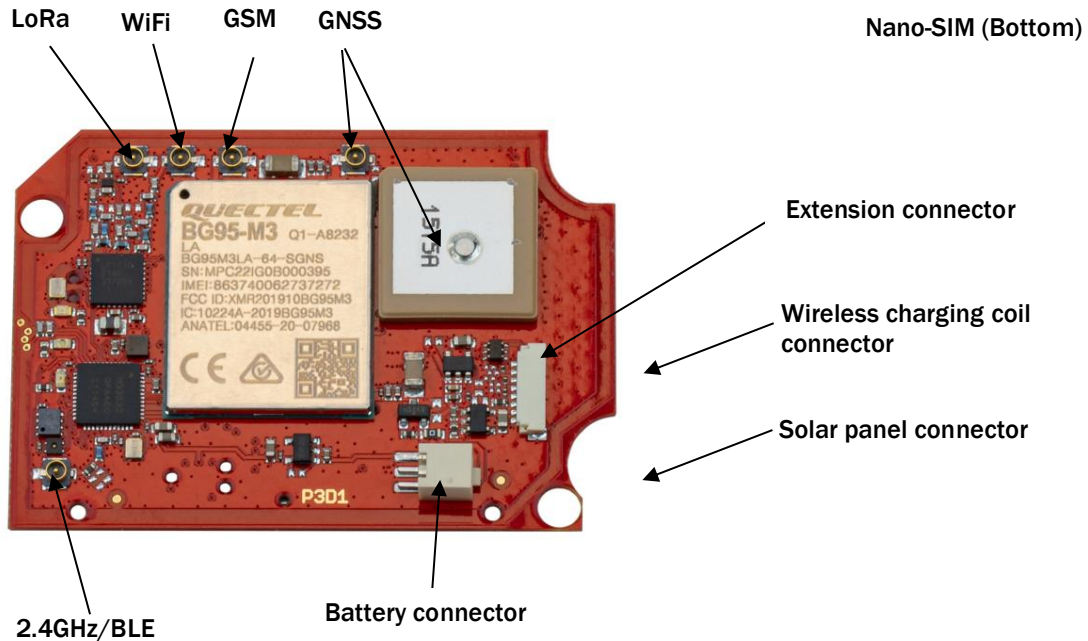 LoRa
WiFi
GSM
GNSS
Nano-SIM (Bottom)
QUECTEL
BG95-M3 Q1-A8232
LA
BG95M3LA-64-SGNS
SN:MPC22IG0B000395
IMEI:863740062737272
FCC ID:XMR201910BG95M3
IC:10224A-2019BG95M3
ANATEL:04455-20-07968
CE
1575A
Extension connector
Wireless charging coil
connector
Solar panel connector
P3D1
Battery connector
2.4GHz/BLE